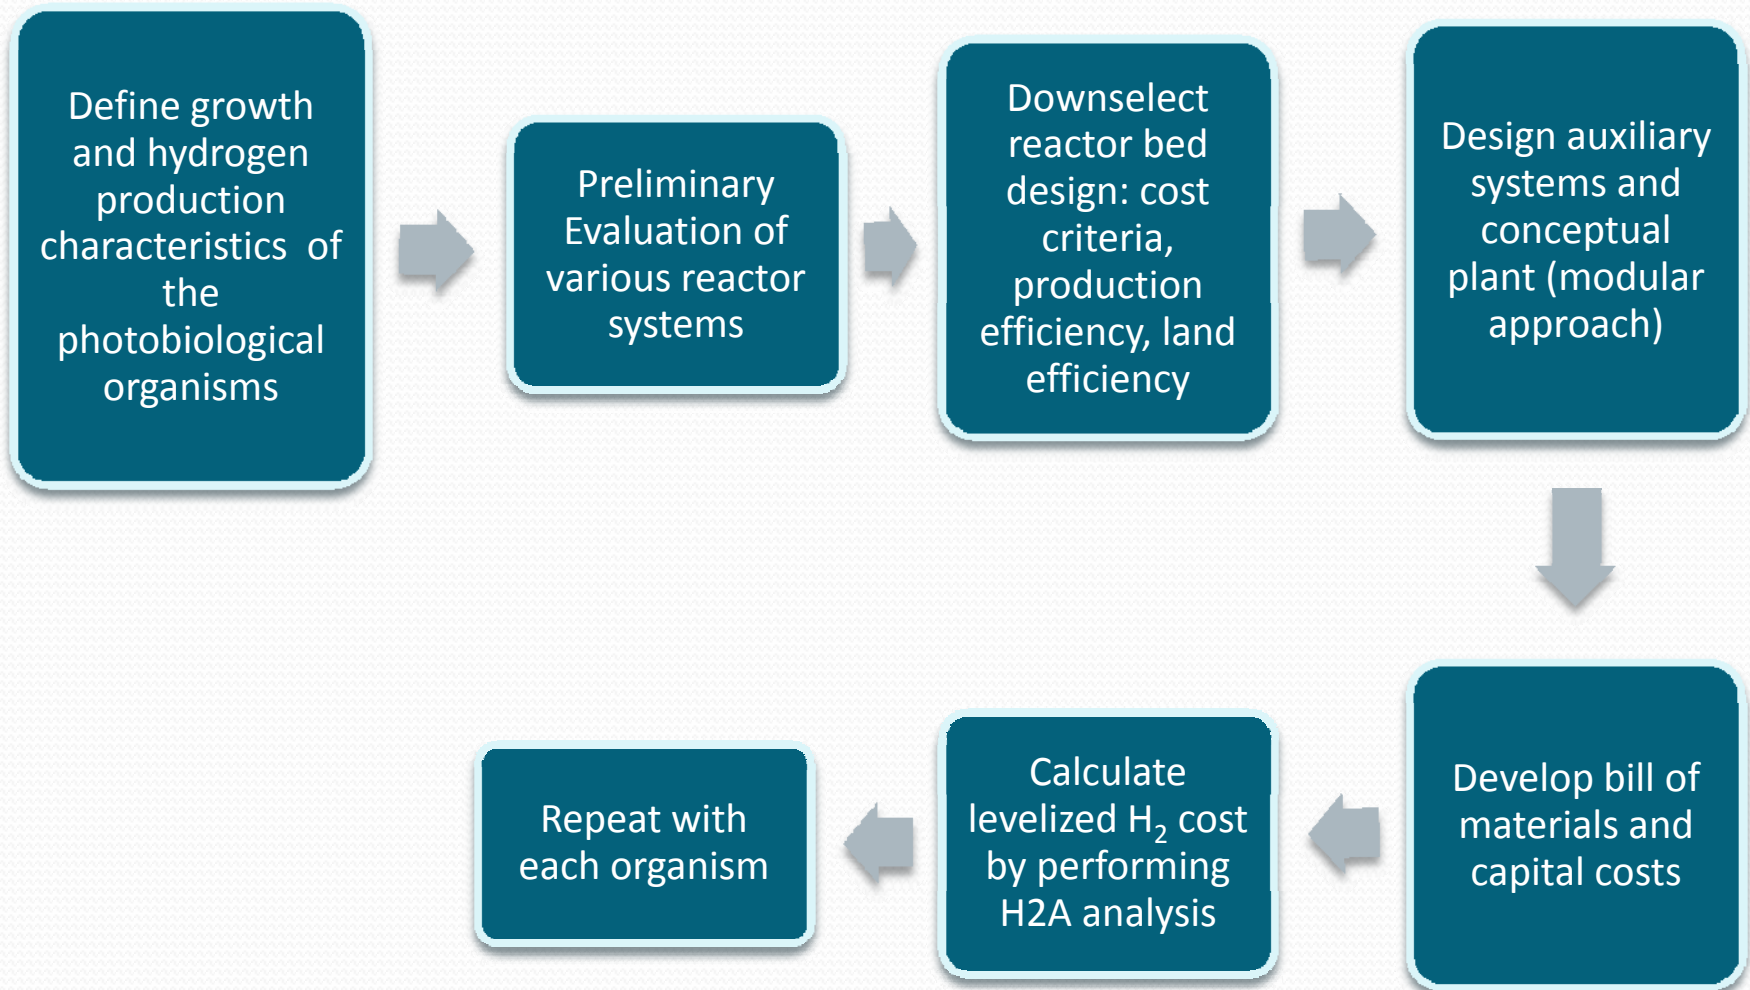 Define growth
and hydrogen
production
characteristics of
the
photobiological
organisms
Preliminary
Evaluation of
various reactor
systems
Downselect
reactor bed
design: cost
criteria,
production
efficiency, land
efficiency
Design auxiliary
systems and
conceptual
plant (modular
approach)
Develop bill of
materials and
capital costs
Calculate
levelized H₂ cost
by performing
H2A analysis
Repeat with
each organism